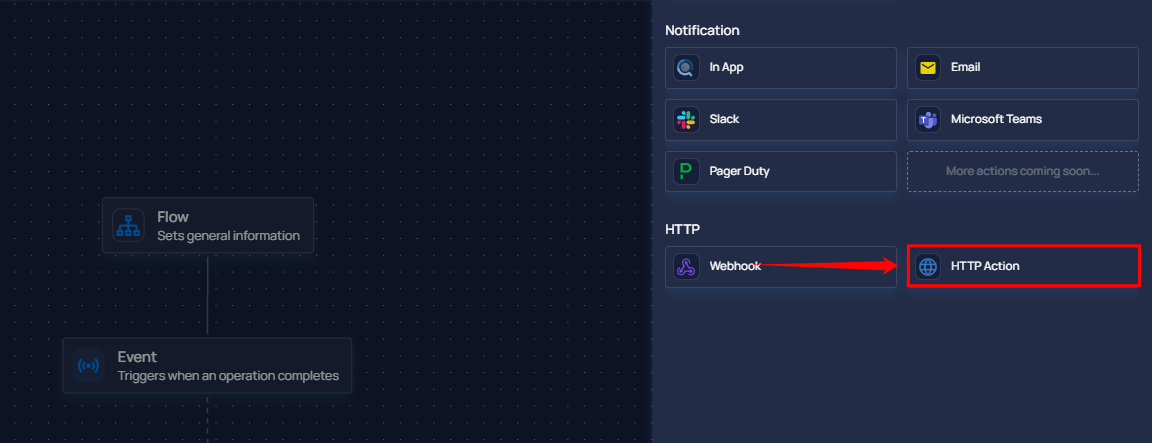 Notification
In App
Email
Slack
Microsoft Teams
Pager Duty
More actions coming soon...
HTTP
Webhook
HTTP Action
Flow
Sets general information
Event
Triggers when an operation completes